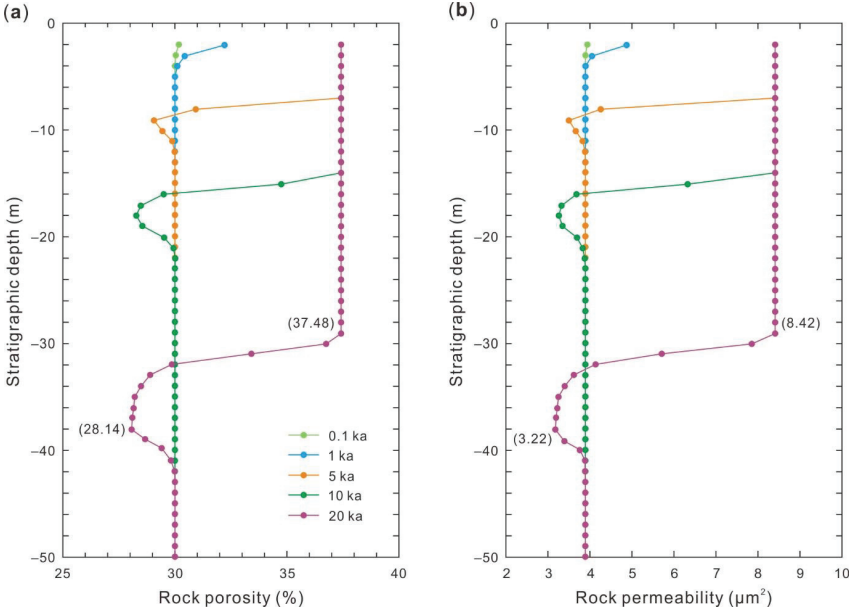 (a)
0
−10
−20
−30
−40
−50
Stratigraphic depth (m)
(37.48)
(28.14)
0.1 ka
1 ka
5 ka
10 ka
20 ka
25 30 35 40
Rock porosity (%)
(b)
0
−10
−20
−30
−40
−50
Stratigraphic depth (m)
(8.42)
(3.22)
2 3 4 5 6 7 8 9 10
Rock permeability (μm²)